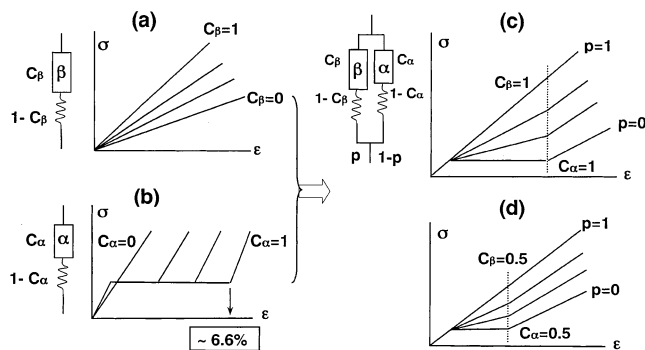 (a)
σ
Cβ=1
Cβ
β
1- Cβ
Cβ=0
ε
(b)
σ
Cα
α
1- Cα
Cα=0
Cα=1
ε
~ 6.6%
Cβ
β
α
Cα
1- Cβ
1- Cα
p
1-p
(c)
σ
p=1
Cβ=1
p=0
Cα=1
ε
(d)
σ
p=1
Cβ=0.5
p=0
Cα=0.5
ε